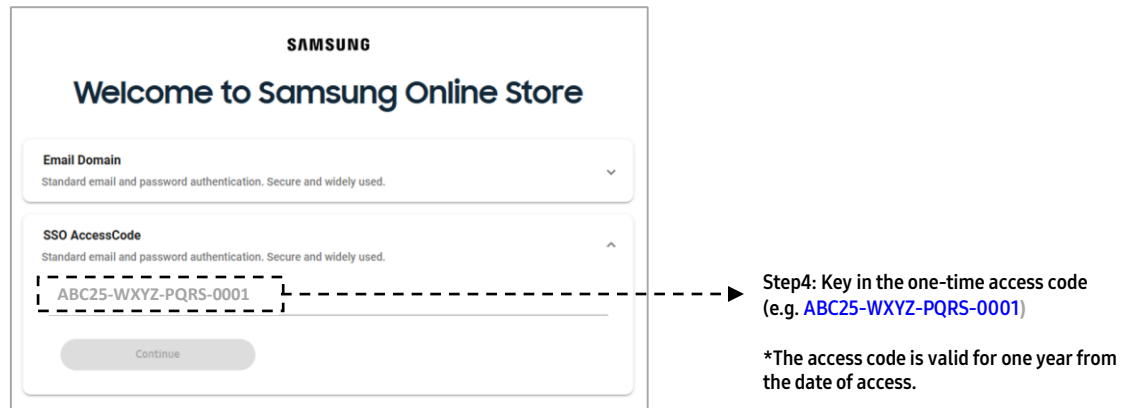 SAMSUNG
Welcome to Samsung Online Store
Email Domain
Standard email and password authentication. Secure and widely used.
SSO AccessCode
Standard email and password authentication. Secure and widely used.
ABC25-WXYZ-PQRS-0001
Continue
Step4: Key in the one-time access code
(e.g. ABC25-WXYZ-PQRS-0001)
*The access code is valid for one year from
the date of access.